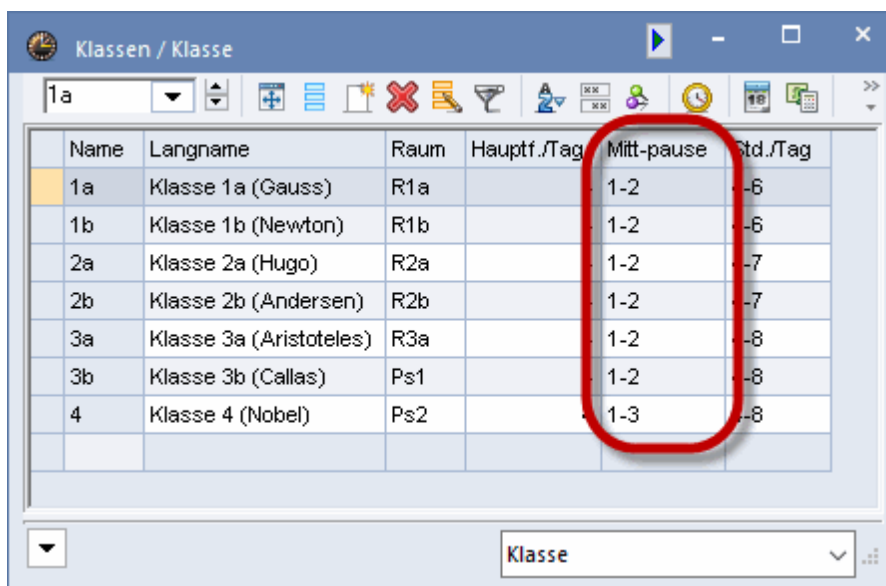 Klassen / Klasse
1a
Name Langname Raum Hauptf./Tag Mitt-pause Std./Tag
1a Klasse 1a (Gauss) R1a 1-2 -6
1b Klasse 1b (Newton) R1b 1-2 -6
2a Klasse 2a (Hugo) R2a 1-2 -7
2b Klasse 2b (Andersen) R2b 1-2 -7
3a Klasse 3a (Aristoteles) R3a 1-2 -8
3b Klasse 3b (Callas) Ps1 1-2 -8
4 Klasse 4 (Nobel) Ps2 1-3 -8
Klasse